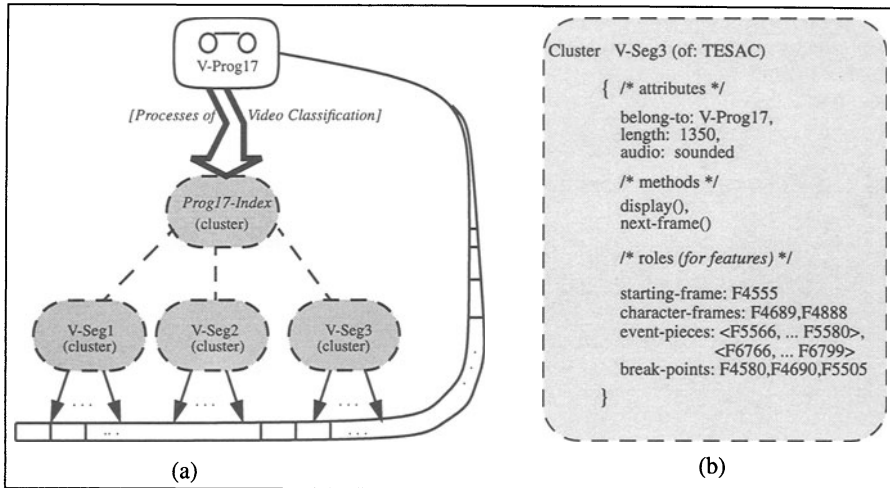 V-Prog17
[Processes of Video Classification]
Prog17-Index
(cluster)
V-Seg1
(cluster)
V-Seg2
(cluster)
V-Seg3
(cluster)
. . .
. . .
. . .
...
....
(a)
Cluster V-Seg3 (of: TESAC)
{ /* attributes */
belong-to: V-Prog17,
length: 1350,
audio: sounded
/* methods */
display(),
next-frame()
/* roles (for features) */
starting-frame: F4555
character-frames: F4689,F4888
event-pieces: <F5566, ... F5580>,
<F6766, ... F6799>
break-points: F4580,F4690,F5505
}
(b)